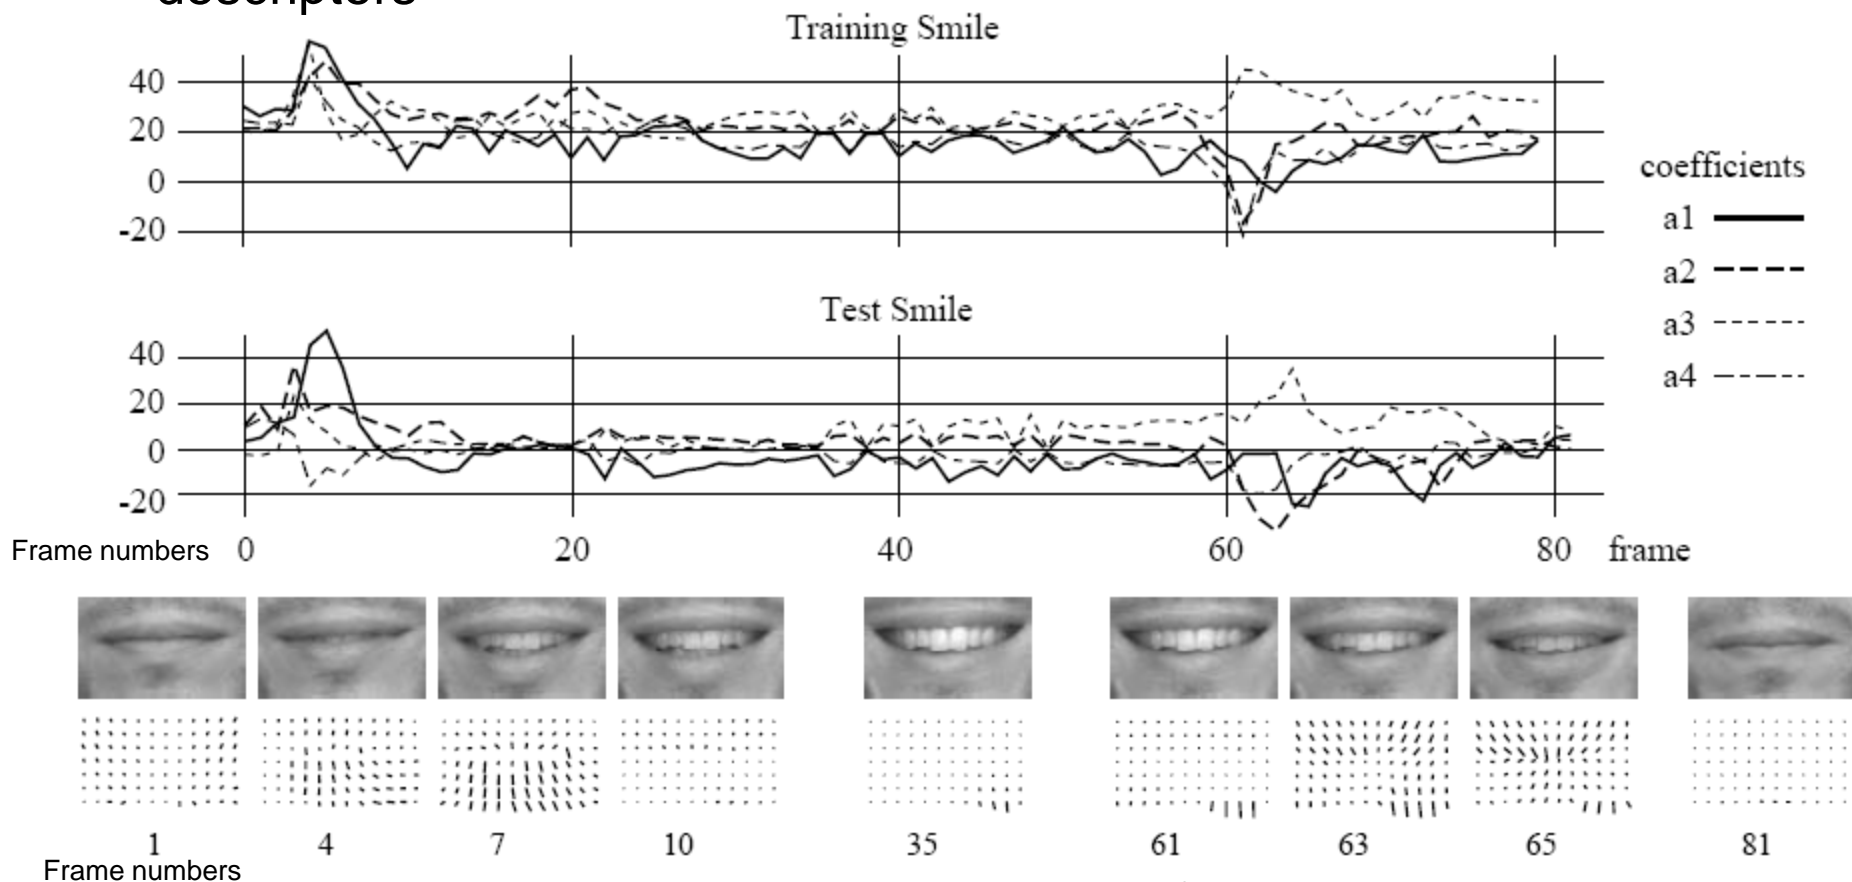 descriptors
Training Smile
40
20
0
-20
coefficients
a1
a2
a3
a4
Test Smile
40
20
0
-20
Frame numbers 0 20 40 60 80 frame
1 4 7 10 35 61 63 65 81
Frame numbers